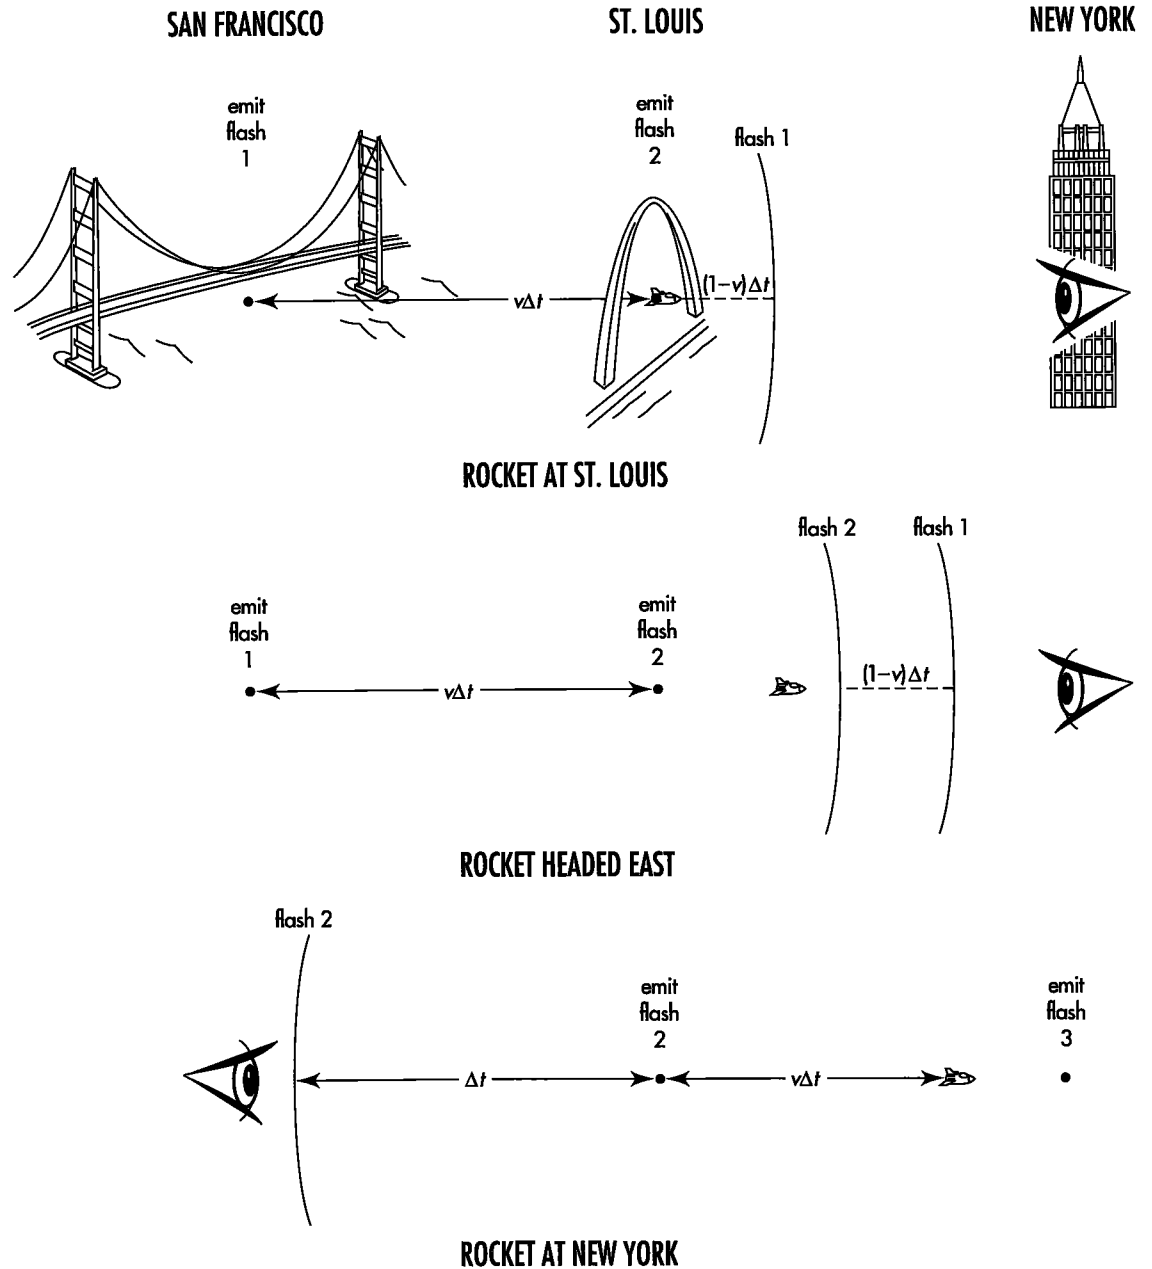 SAN FRANCISCO
ST. LOUIS
NEW YORK
emit
flash
1
emit
flash
2
flash 1
vΔt
(1–v)Δt
ROCKET AT ST. LOUIS
flash 2
flash 1
emit
flash
1
emit
flash
2
vΔt
(1–v)Δt
ROCKET HEADED EAST
flash 2
emit
flash
2
emit
flash
3
Δt
vΔt
ROCKET AT NEW YORK